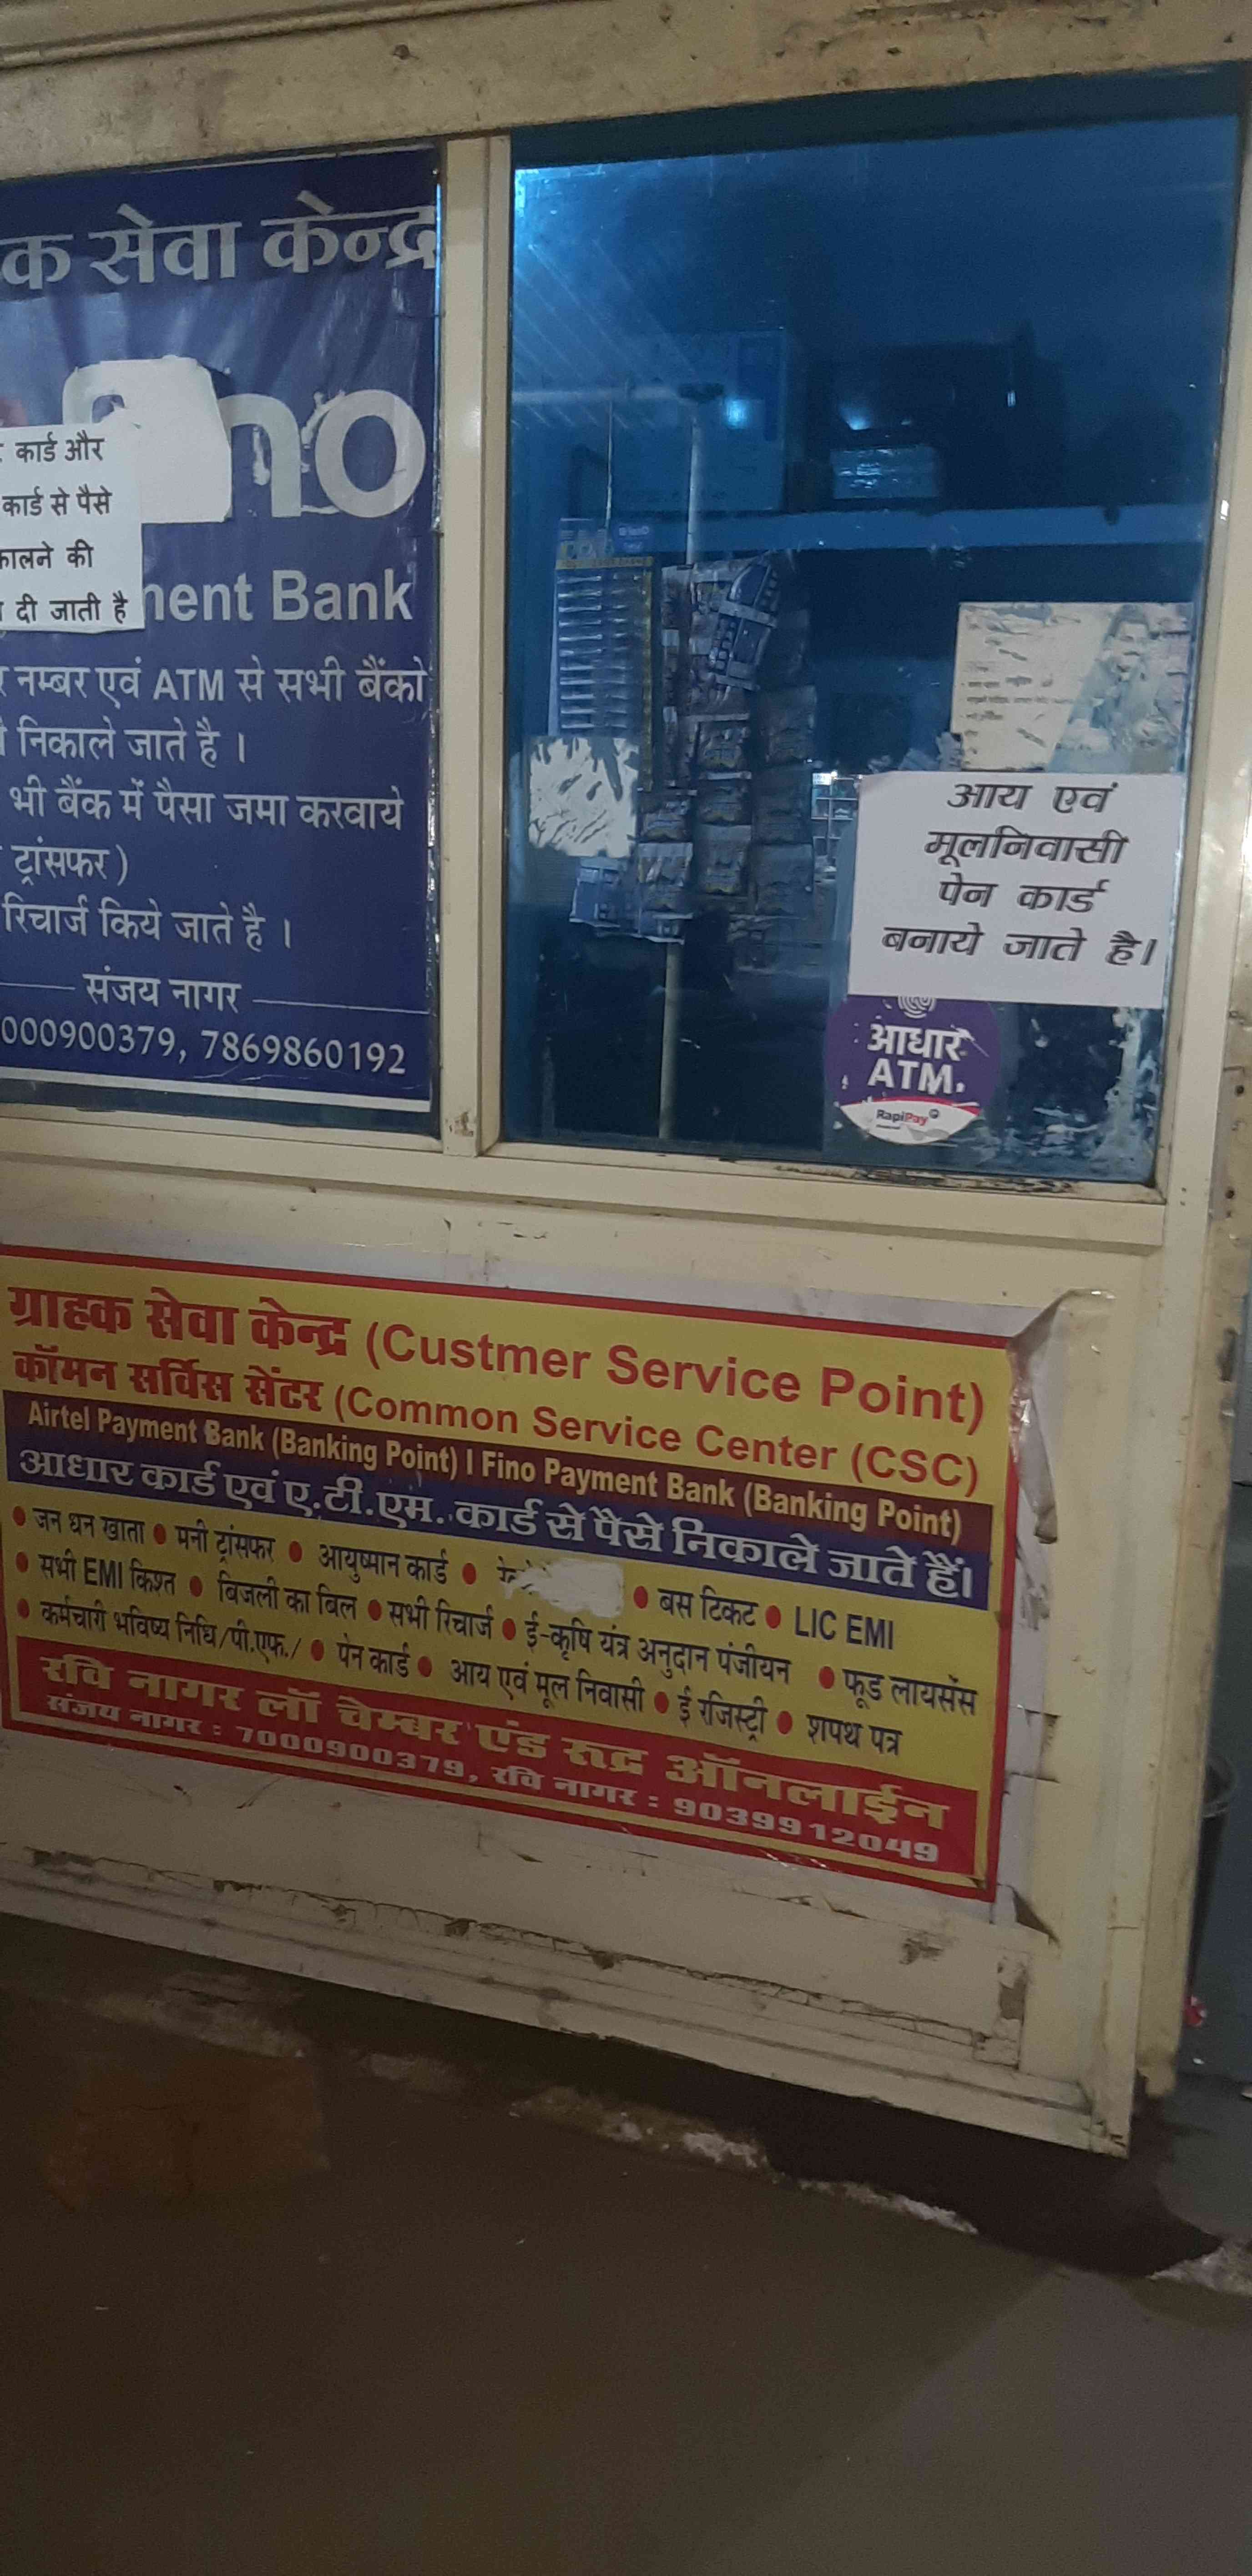 क सेवा केन्द्र
no
कार्ड और
कार्ड से पैसे
कालने की
दी जाती है
ment Bank
र नम्बर एवं ATM से सभी बैंको
निकाले जाते है ।
भी बैंक में पैसा जमा करवाये
ट्रांसफर )
रिचार्ज किये जाते है ।
संजय नागर
000900379, 7869860192
आय एवं
मूलनिवासी
पेन कार्ड
बनाये जाते है।
आधार
ATM.
RapiPay
ग्राहक सेवा केन्द्र (Custmer Service Point)
कॉमन सर्विस सेंटर (Common Service Center (CSC)
Airtel Payment Bank (Banking Point) I Fino Payment Bank (Banking Point)
आधार कार्ड एवं ए.टी.एम. कार्ड से पैसे निकाले जाते हैं।
• जन धन खाता • मनी ट्रांसफर • आयुष्मान कार्ड • • बस टिकट • LIC EMI
• सभी EMI किश्त • बिजली का बिल • सभी रिचार्ज • ई-कृषि यंत्र अनुदान पंजीयन • फूड लायसेंस
• कर्मचारी भविष्य निधि/पी.एफ./ • पेन कार्ड • आय एवं मूल निवासी • ई रजिस्ट्री • शपथ पत्र
रवि नागर लॉ चेम्बर एंड रूद्र ऑनलाईन
संजय नागर : 7000900379, रवि नागर : 9039912049